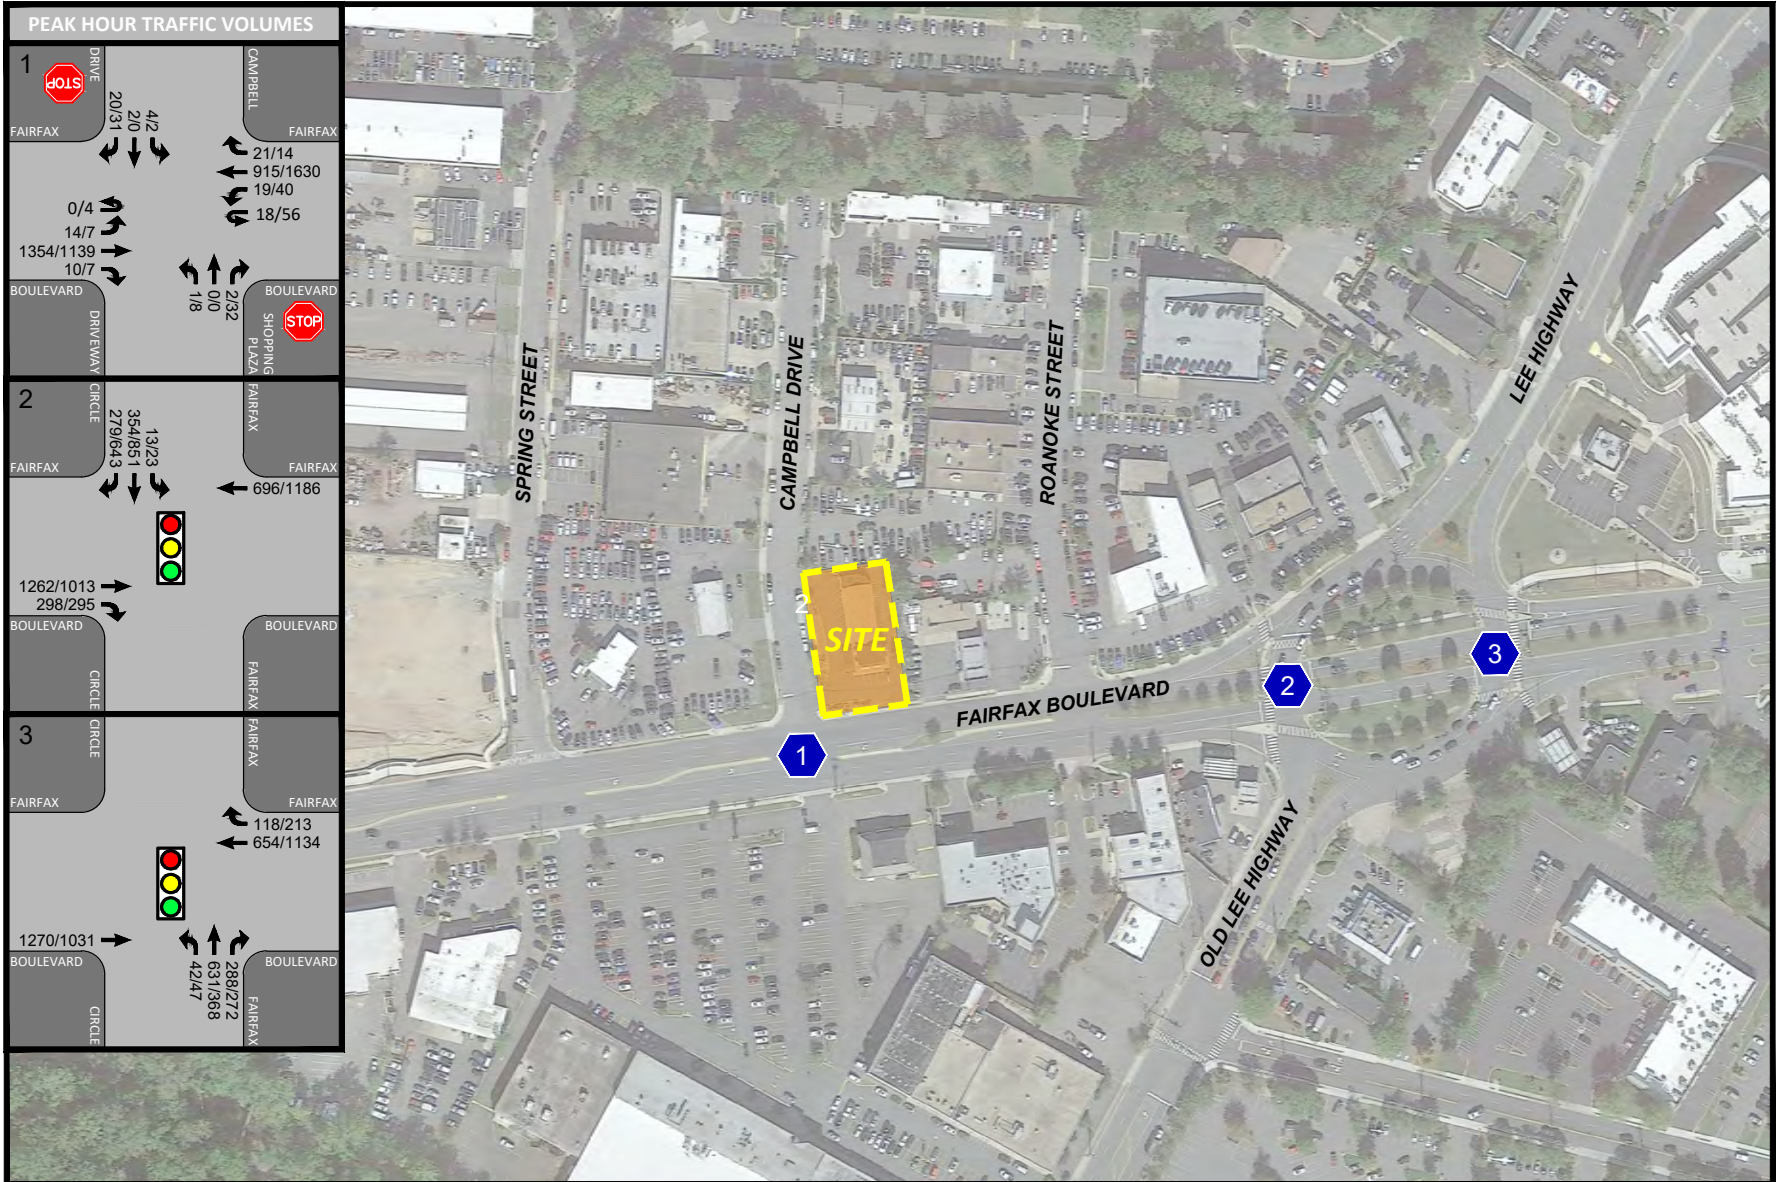 PEAK HOUR TRAFFIC VOLUMES
1
STOP
DRIVE
CAMPBELL
FAIRFAX
FAIRFAX
20/31
2/0
4/2
21/14
915/1630
19/40
18/56
0/4
14/7
1354/1139
10/7
1/8
0/0
2/32
BOULEVARD
BOULEVARD
DRIVEWAY
SHOPPING
PLAZA
STOP
2
CIRCLE
FAIRFAX
FAIRFAX
FAIRFAX
279/643
354/851
13/23
696/1186
1262/1013
298/295
BOULEVARD
BOULEVARD
CIRCLE
FAIRFAX
3
CIRCLE
FAIRFAX
FAIRFAX
FAIRFAX
118/213
654/1134
1270/1031
42/47
631/368
288/272
BOULEVARD
BOULEVARD
CIRCLE
FAIRFAX
SPRING STREET
CAMPBELL DRIVE
ROANOKE STREET
LEE HIGHWAY
2
SITE
FAIRFAX BOULEVARD
1
2
3
OLD LEE HIGHWAY